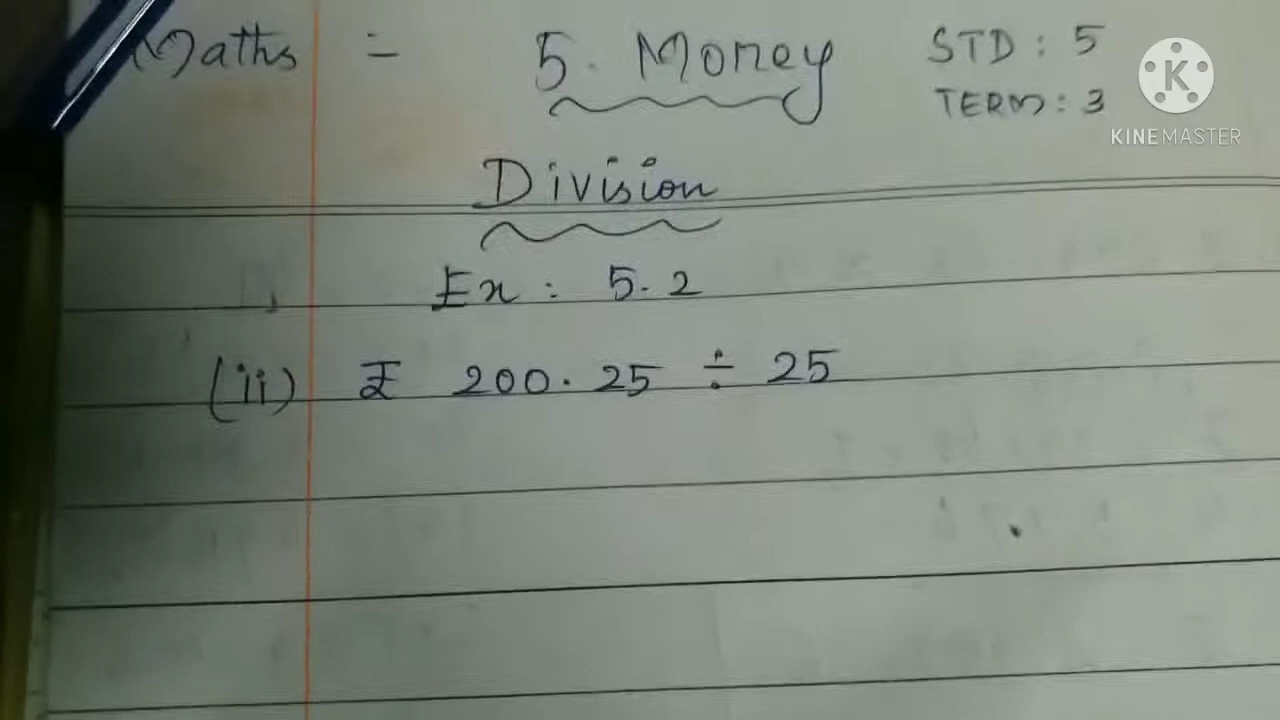 Maths - 5. Money STD : 5
TERM : 3
KINEMASTER
Division
Ex : 5.2
(ii) ₹ 200.25 ÷ 25